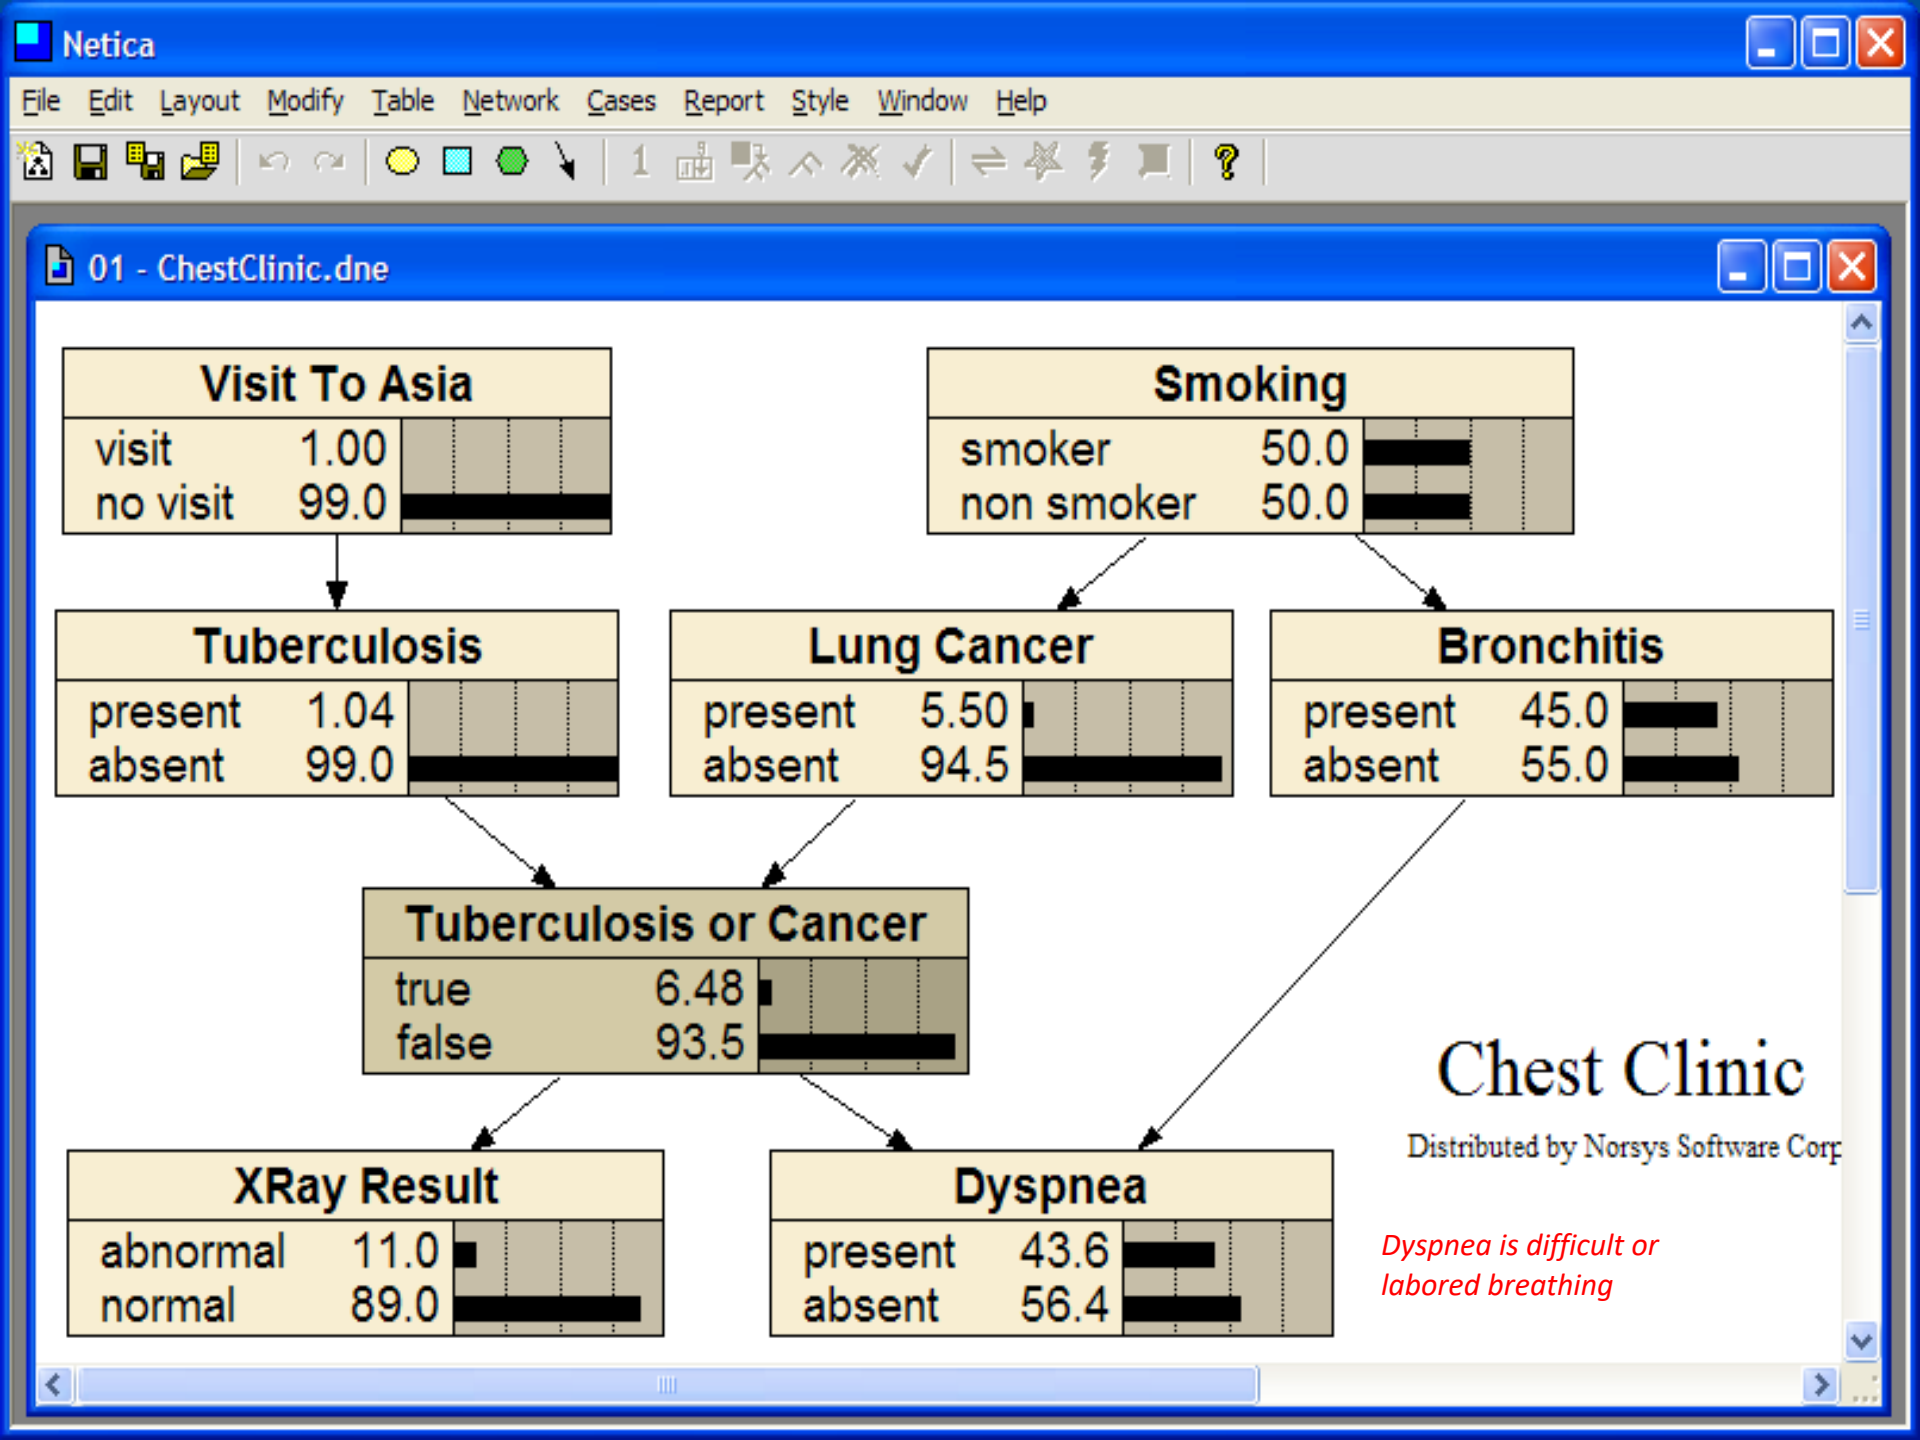 Netica
File Edit Layout Modify Table Network Cases Report Style Window Help
1 ?
01 - ChestClinic.dne
Visit To Asia
visit 1.00
no visit 99.0
Smoking
smoker 50.0
non smoker 50.0
Tuberculosis
present 1.04
absent 99.0
Lung Cancer
present 5.50
absent 94.5
Bronchitis
present 45.0
absent 55.0
Tuberculosis or Cancer
true 6.48
false 93.5
Chest Clinic
Distributed by Norsys Software Corp
XRay Result
abnormal 11.0
normal 89.0
Dyspnea
present 43.6
absent 56.4
Dyspnea is difficult or
labored breathing